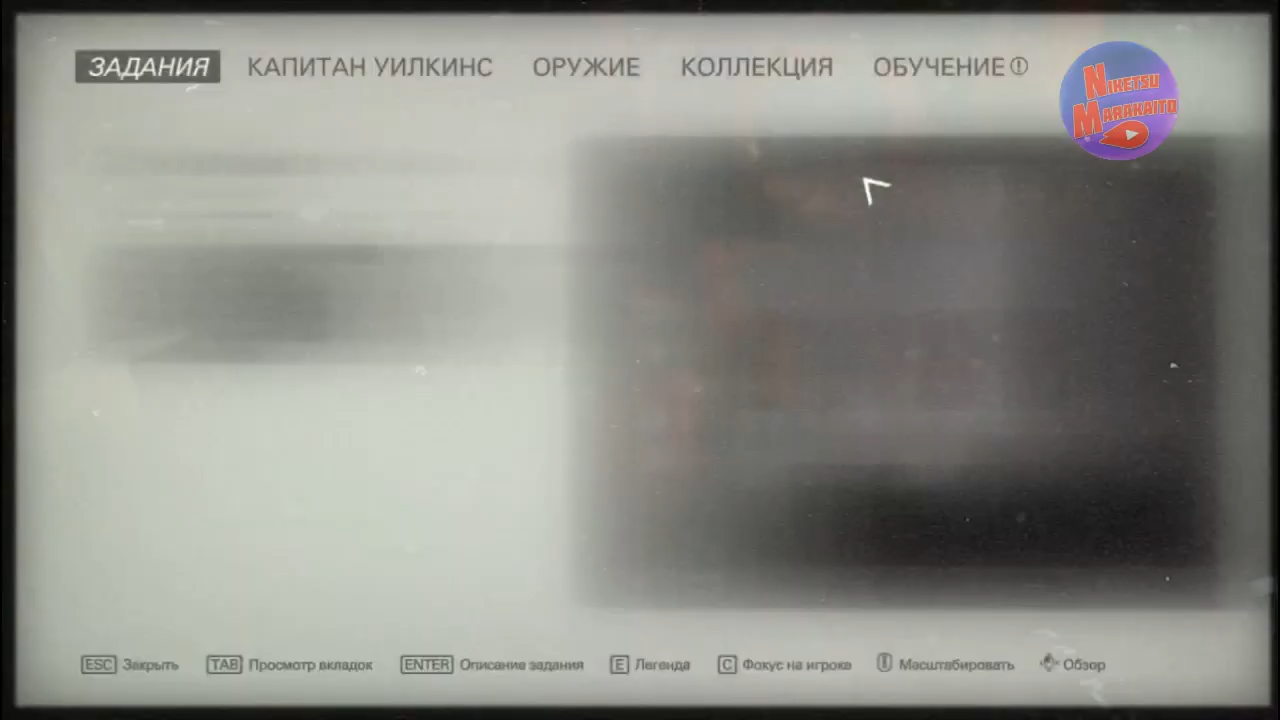 ЗАДАНИЯ КАПИТАН УИЛКИНС ОРУЖИЕ КОЛЛЕКЦИЯ ОБУЧЕНИЕ
NIKETSU
MARAKAITO
ESC Закрыть TAB Просмотр вкладок ENTER Описание задания E Легенда C Фокус на игроке Масштабировать Обзор